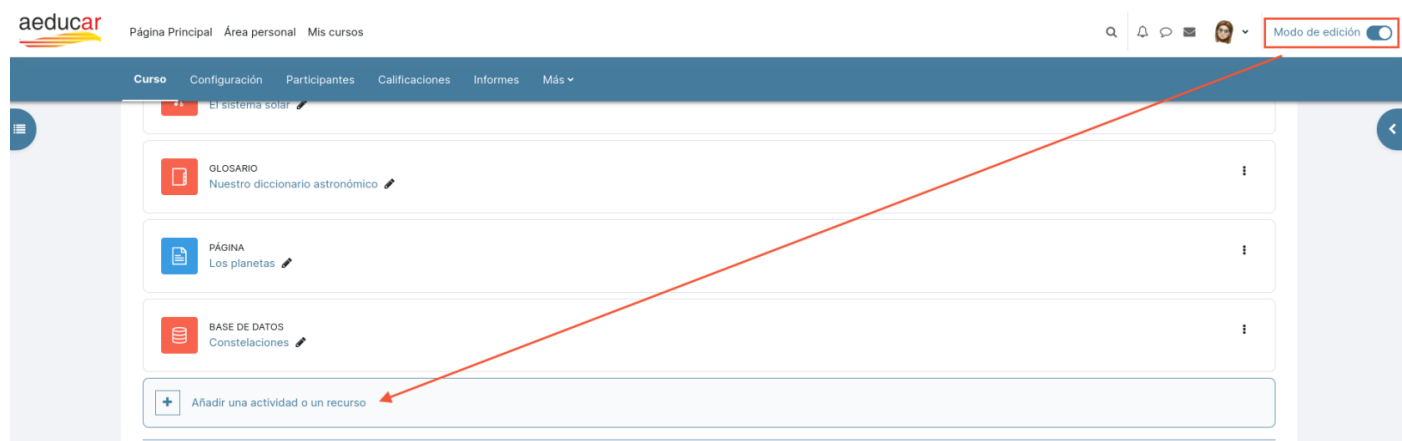 aeducar
Página Principal Área personal Mis cursos
Modo de edición
Curso Configuración Participantes Calificaciones Informes Más
El sistema solar
GLOSARIO
Nuestro diccionario astronómico
PÁGINA
Los planetas
BASE DE DATOS
Constelaciones
Añadir una actividad o un recurso